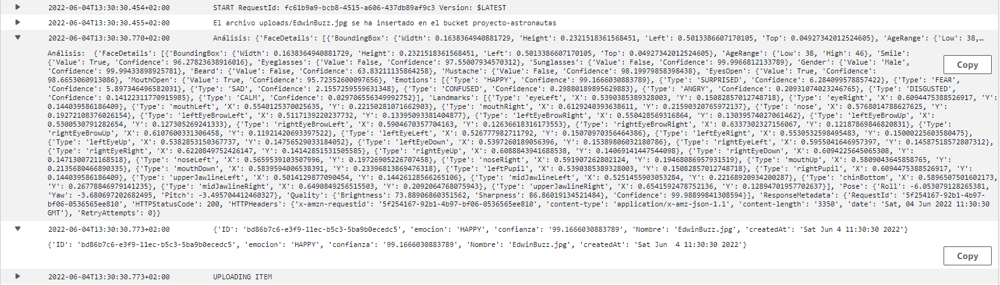 2022-06-04T13:30:30.454+02:00 START RequestId: fc61b9a9-bcb8-4515-a606-437db89af9c3 Version: $LATEST
2022-06-04T13:30:30.455+02:00 El archivo uploads/EdwinBuzz.jpg se ha insertado en el bucket proyecto-astronautas
2022-06-04T13:30:30.770+02:00 Análisis: {'FaceDetails': [{'BoundingBox': {'Width': 0.1638364940881729, 'Height': 0.2321518361568451, 'Left': 0.5013386607170105, 'Top': 0.04927342012524605}, 'AgeRange': {'Low': 38,…
Análisis: {'FaceDetails': [{'BoundingBox': {'Width': 0.1638364940881729, 'Height': 0.2321518361568451, 'Left': 0.5013386607170105, 'Top': 0.04927342012524605}, 'AgeRange': {'Low': 38, 'High': 46}, 'Smile':
{'Value': True, 'Confidence': 96.27823638916016}, 'Eyeglasses': {'Value': False, 'Confidence': 97.55007934570312}, 'Sunglasses': {'Value': False, 'Confidence': 99.9966812133789}, 'Gender': {'Value': 'Male',
Copy
'Confidence': 99.99433898925781}, 'Beard': {'Value': False, 'Confidence': 63.83211135864258}, 'Mustache': {'Value': False, 'Confidence': 98.19979858398438}, 'EyesOpen': {'Value': True, 'Confidence':
98.6653060913086}, 'MouthOpen': {'Value': True, 'Confidence': 95.72352600097656}, 'Emotions': [{'Type': 'HAPPY', 'Confidence': 99.1666030883789}, {'Type': 'SURPRISED', 'Confidence': 6.284099578857422}, {'Type': 'FEAR',
'Confidence': 5.897346496582031}, {'Type': 'SAD', 'Confidence': 2.1557259559631348}, {'Type': 'CONFUSED', 'Confidence': 0.29880189895629883}, {'Type': 'ANGRY', 'Confidence': 0.20931074023246765}, {'Type': 'DISGUSTED',
'Confidence': 0.14122311770915985}, {'Type': 'CALM', 'Confidence': 0.029706556349992752}], 'Landmarks': [{'Type': 'eyeLeft', 'X': 0.5390385389328003, 'Y': 0.15082857012748718}, {'Type': 'eyeRight', 'X': 0.6094475388526917, 'Y':
0.144039586186409}, {'Type': 'mouthLeft', 'X': 0.5540125370025635, 'Y': 0.22150281071662903}, {'Type': 'mouthRight', 'X': 0.6129240393638611, 'Y': 0.21590320765972137}, {'Type': 'nose', 'X': 0.5768014788627625, 'Y':
0.19272108376026154}, {'Type': 'leftEyeBrowLeft', 'X': 0.5117139220237732, 'Y': 0.13395093381404877}, {'Type': 'leftEyeBrowRight', 'X': 0.550428569316864, 'Y': 0.13039574027061462}, {'Type': 'leftEyeBrowUp', 'X':
0.5300530791282654, 'Y': 0.127305269241333}, {'Type': 'rightEyeBrowLeft', 'X': 0.5904670357704163, 'Y': 0.12636618316173553}, {'Type': 'rightEyeBrowRight', 'X': 0.6337302327156067, 'Y': 0.12187869846820831}, {'Type':
'rightEyeBrowUp', 'X': 0.6107600331306458, 'Y': 0.11921420693397522}, {'Type': 'leftEyeLeft', 'X': 0.526777982711792, 'Y': 0.15070970356464386}, {'Type': 'leftEyeRight', 'X': 0.5530532598495483, 'Y': 0.15000225603580475},
{'Type': 'leftEyeUp', 'X': 0.5382853150367737, 'Y': 0.14756529033184052}, {'Type': 'leftEyeDown', 'X': 0.5397260189056396, 'Y': 0.15389806032180786}, {'Type': 'rightEyeLeft', 'X': 0.5955041646957397, 'Y': 0.14587518572807312},
{'Type': 'rightEyeRight', 'X': 0.6220849752426147, 'Y': 0.14142851531505585}, {'Type': 'rightEyeUp', 'X': 0.6088843941688538, 'Y': 0.14069141447544098}, {'Type': 'rightEyeDown', 'X': 0.6094225645065308, 'Y':
0.1471300721168518}, {'Type': 'noseLeft', 'X': 0.5659539103507996, 'Y': 0.19726905226707458}, {'Type': 'noseRight', 'X': 0.591907262802124, 'Y': 0.19468086957931519}, {'Type': 'mouthUp', 'X': 0.5809043645858765, 'Y':
0.2135680466890335}, {'Type': 'mouthDown', 'X': 0.5839594006538391, 'Y': 0.23396813869476318}, {'Type': 'leftPupil', 'X': 0.5390385389328003, 'Y': 0.15082857012748718}, {'Type': 'rightPupil', 'X': 0.6094475388526917, 'Y':
0.144039586186409}, {'Type': 'upperJawlineLeft', 'X': 0.5014129877090454, 'Y': 0.14426128566265106}, {'Type': 'midJawlineLeft', 'X': 0.5251455903053284, 'Y': 0.22168920934200287}, {'Type': 'chinBottom', 'X': 0.5896507501602173,
'Y': 0.26778846979141235}, {'Type': 'midJawlineRight', 'X': 0.6490849256515503, 'Y': 0.2092064768075943}, {'Type': 'upperJawlineRight', 'X': 0.6541592478752136, 'Y': 0.12894701957702637}], 'Pose': {'Roll': -6.053079128265381,
'Yaw': -3.680697202682495, 'Pitch': -3.495704412460327}, 'Quality': {'Brightness': 73.88906860351562, 'Sharpness': 86.86019134521484}, 'Confidence': 99.98899841308594}], 'ResponseMetadata': {'RequestId': '5f254167-92b1-4b97-
bf06-0536565ee810', 'HTTPStatusCode': 200, 'HTTPHeaders': {'x-amzn-requestid': '5f254167-92b1-4b97-bf06-0536565ee810', 'content-type': 'application/x-amz-json-1.1', 'content-length': '3350', 'date': 'Sat, 04 Jun 2022 11:30:30
GMT'}, 'RetryAttempts': 0}}
2022-06-04T13:30:30.773+02:00 {'ID': 'bd86b7c6-e3f9-11ec-b5c3-5ba9b0ecedc5', 'emocion': 'HAPPY', 'confianza': '99.1666030883789', 'Nombre': 'EdwinBuzz.jpg', 'createdAt': 'Sat Jun 4 11:30:30 2022'}
{'ID': 'bd86b7c6-e3f9-11ec-b5c3-5ba9b0ecedc5', 'emocion': 'HAPPY', 'confianza': '99.1666030883789', 'Nombre': 'EdwinBuzz.jpg', 'createdAt': 'Sat Jun  4 11:30:30 2022'}
Copy
2022-06-04T13:30:30.773+02:00 UPLOADING ITEM